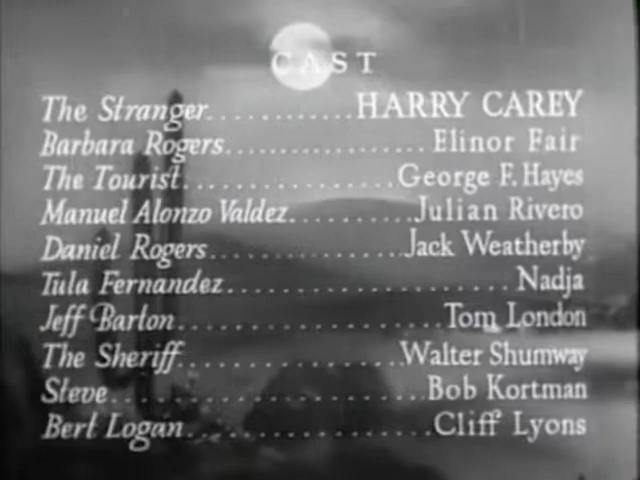 CAST
The Stranger............HARRY CAREY
Barbara Rogers..................Elinor Fair
The Tourist...................George F. Hayes
Manuel Alonzo Valdez...........Julian Rivero
Daniel Rogers.................Jack Weatherby
Tula Fernandez........................Nadja
Jeff Barton.......................Tom London
The Sheriff...................Walter Shumway
Steve..........................Bob Kortman
Bert Logan.....................Cliff Lyons